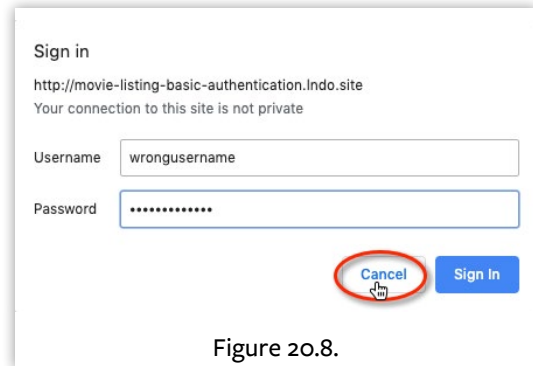 Sign in
http://movie-listing-basic-authentication.lndo.site
Your connection to this site is not private
Username wrongusername
Password •••••••••••••
Cancel Sign In
Figure 20.8.